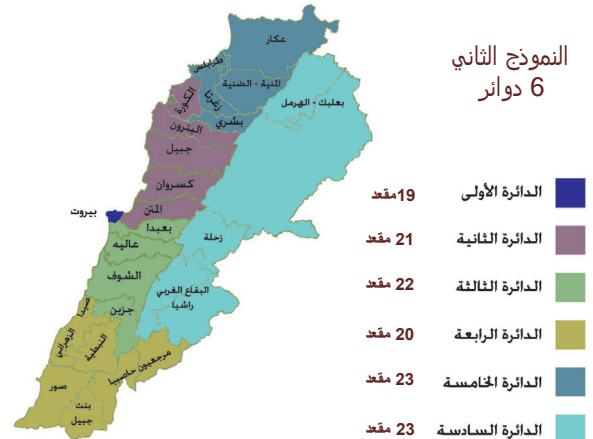 النموذج الثاني
6 دوائر
الدائرة الأولى 19مقعد
الدائرة الثانية 21 مقعد
الدائرة الثالثة 22 مقعد
الدائرة الرابعة 20 مقعد
الدائرة الخامسة 23 مقعد
الدائرة السادسة 23 مقعد
عكار
طرابلس
المنية - الضنية
زغرتا
بشري
الكورة
البترون
جبيل
كسروان
المتن
بيروت
بعبدا
عاليه
الشوف
جزين
بعلبك - الهرمل
زحلة
البقاع الغربي
راشيا
صيدا
الزهراني
النبطية
مرجعيون حاصبيا
صور
بنت
جبيل